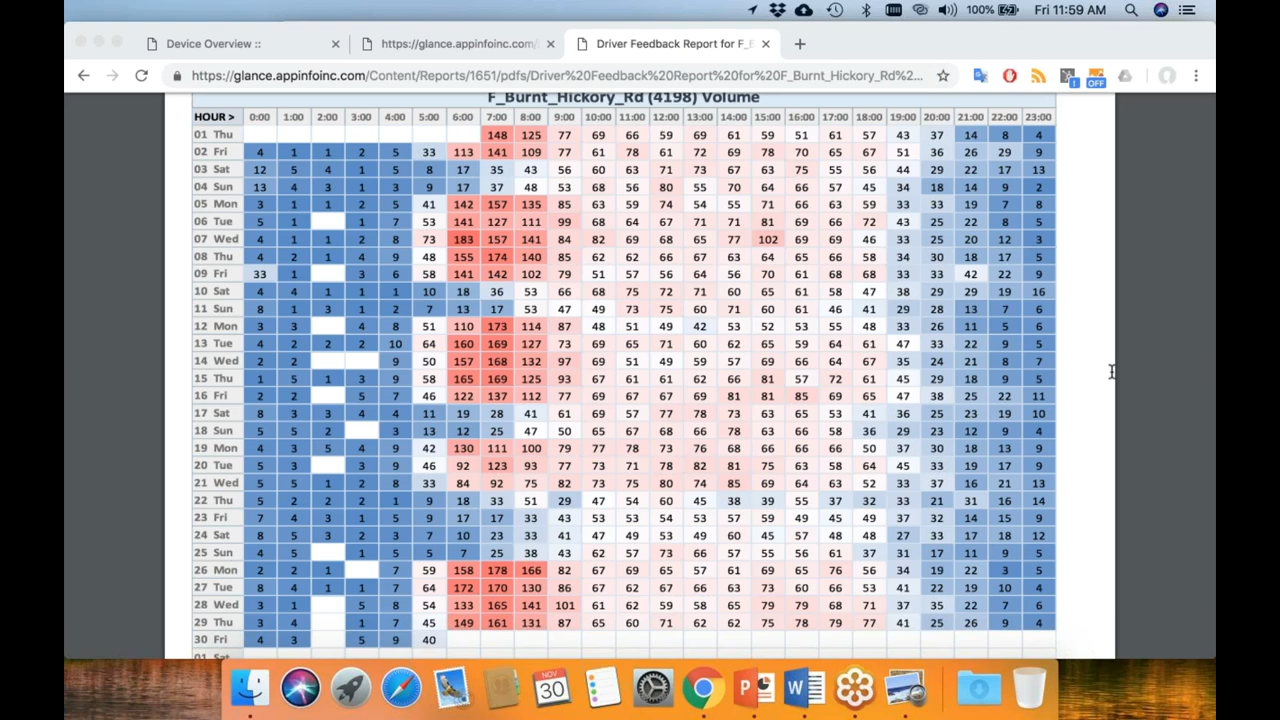 100% Fri 11:59 AM
Device Overview :: × https://glance.appinfoinc.com/ × Driver Feedback Report for F_B ×
https://glance.appinfoinc.com/Content/Reports/1651/pdfs/Driver%20Feedback%20Report%20for%20F_Burnt_Hickory_Rd%2... OFF
F_Burnt_Hickory_Rd (4198) Volume
HOUR > 0:00 1:00 2:00 3:00 4:00 5:00 6:00 7:00 8:00 9:00 10:00 11:00 12:00 13:00 14:00 15:00 16:00 17:00 18:00 19:00 20:00 21:00 22:00 23:00
01 Thu 148 125 77 69 66 59 69 61 59 51 61 57 43 37 14 8 4
02 Fri 4 1 1 2 5 33 113 141 109 77 61 78 61 72 69 78 70 65 67 51 36 26 29 9
03 Sat 12 5 4 1 5 8 17 35 43 56 60 63 71 73 67 63 75 55 56 44 29 22 17 13
04 Sun 13 4 3 1 3 9 17 37 48 53 68 56 80 55 70 64 66 57 45 34 18 14 9 2
05 Mon 3 1 1 2 5 41 142 157 135 85 63 59 74 54 55 71 66 63 59 33 33 19 7 8
06 Tue 5 1 1 7 53 141 127 111 99 68 64 67 71 71 81 69 66 72 43 25 22 8 5
07 Wed 4 1 1 2 8 73 183 157 141 84 82 69 68 65 77 102 69 69 46 33 25 20 12 3
08 Thu 4 2 1 4 9 48 155 174 140 85 62 62 66 67 63 64 65 66 58 34 30 18 17 5
09 Fri 33 1 3 6 58 141 142 102 79 51 57 56 64 56 70 61 68 68 33 33 42 22 9
10 Sat 4 4 1 1 1 10 18 36 53 66 68 75 72 71 60 65 61 58 47 38 29 29 19 16
11 Sun 8 1 3 1 2 7 13 17 53 47 49 73 75 60 71 60 61 46 41 29 28 13 7 6
12 Mon 3 3 4 8 51 110 173 114 87 48 51 49 42 53 52 53 55 48 33 26 11 5 6
13 Tue 4 2 2 2 10 64 160 169 127 73 69 65 71 60 62 65 59 64 61 47 33 22 9 5
14 Wed 2 2 9 50 157 168 132 97 69 51 49 59 57 69 66 64 67 35 24 21 8 7
15 Thu 1 5 1 3 9 58 165 169 125 93 67 61 61 62 66 81 57 72 61 45 29 18 9 5
16 Fri 2 2 5 7 46 122 137 112 77 69 67 67 69 81 81 85 69 65 47 38 25 22 11
17 Sat 8 3 3 4 4 11 19 28 41 61 69 57 77 78 73 63 65 53 41 36 25 23 19 10
18 Sun 5 5 2 3 13 12 25 47 50 65 67 68 66 78 63 66 58 36 29 23 12 9 4
19 Mon 4 3 5 4 9 42 130 111 100 79 77 78 73 76 68 66 66 66 50 37 30 18 13 9
20 Tue 5 3 3 9 46 92 123 93 77 73 71 78 82 81 75 63 58 64 45 33 19 17 9
21 Wed 5 5 1 2 8 33 84 92 75 82 73 75 80 74 85 69 64 63 52 33 37 16 21 13
22 Thu 5 2 2 2 1 9 18 33 51 29 47 54 60 45 38 39 55 37 32 33 21 31 16 14
23 Fri 7 4 3 1 5 9 17 17 33 43 53 53 54 53 57 59 49 45 49 37 32 14 15 9
24 Sat 8 5 3 2 3 7 10 23 33 41 47 49 53 49 60 45 57 48 48 27 33 17 18 12
25 Sun 4 5 1 5 5 7 25 38 43 62 57 73 66 57 55 56 61 37 31 20 17 11 9 5
26 Mon 2 2 1 7 59 158 178 166 82 67 69 65 57 61 69 65 76 56 34 19 22 3 5
27 Tue 8 4 1 1 7 64 172 170 130 86 67 62 67 66 63 73 60 66 53 41 22 19 10 4
28 Wed 3 1 5 8 54 133 165 141 101 61 62 59 58 65 79 79 68 71 37 35 22 7 6
29 Thu 3 4 1 7 45 149 161 131 87 65 60 71 62 62 75 78 79 77 41 25 26 9 4
30 Fri 4 3 5 9 40
01 Sat
NOV
30